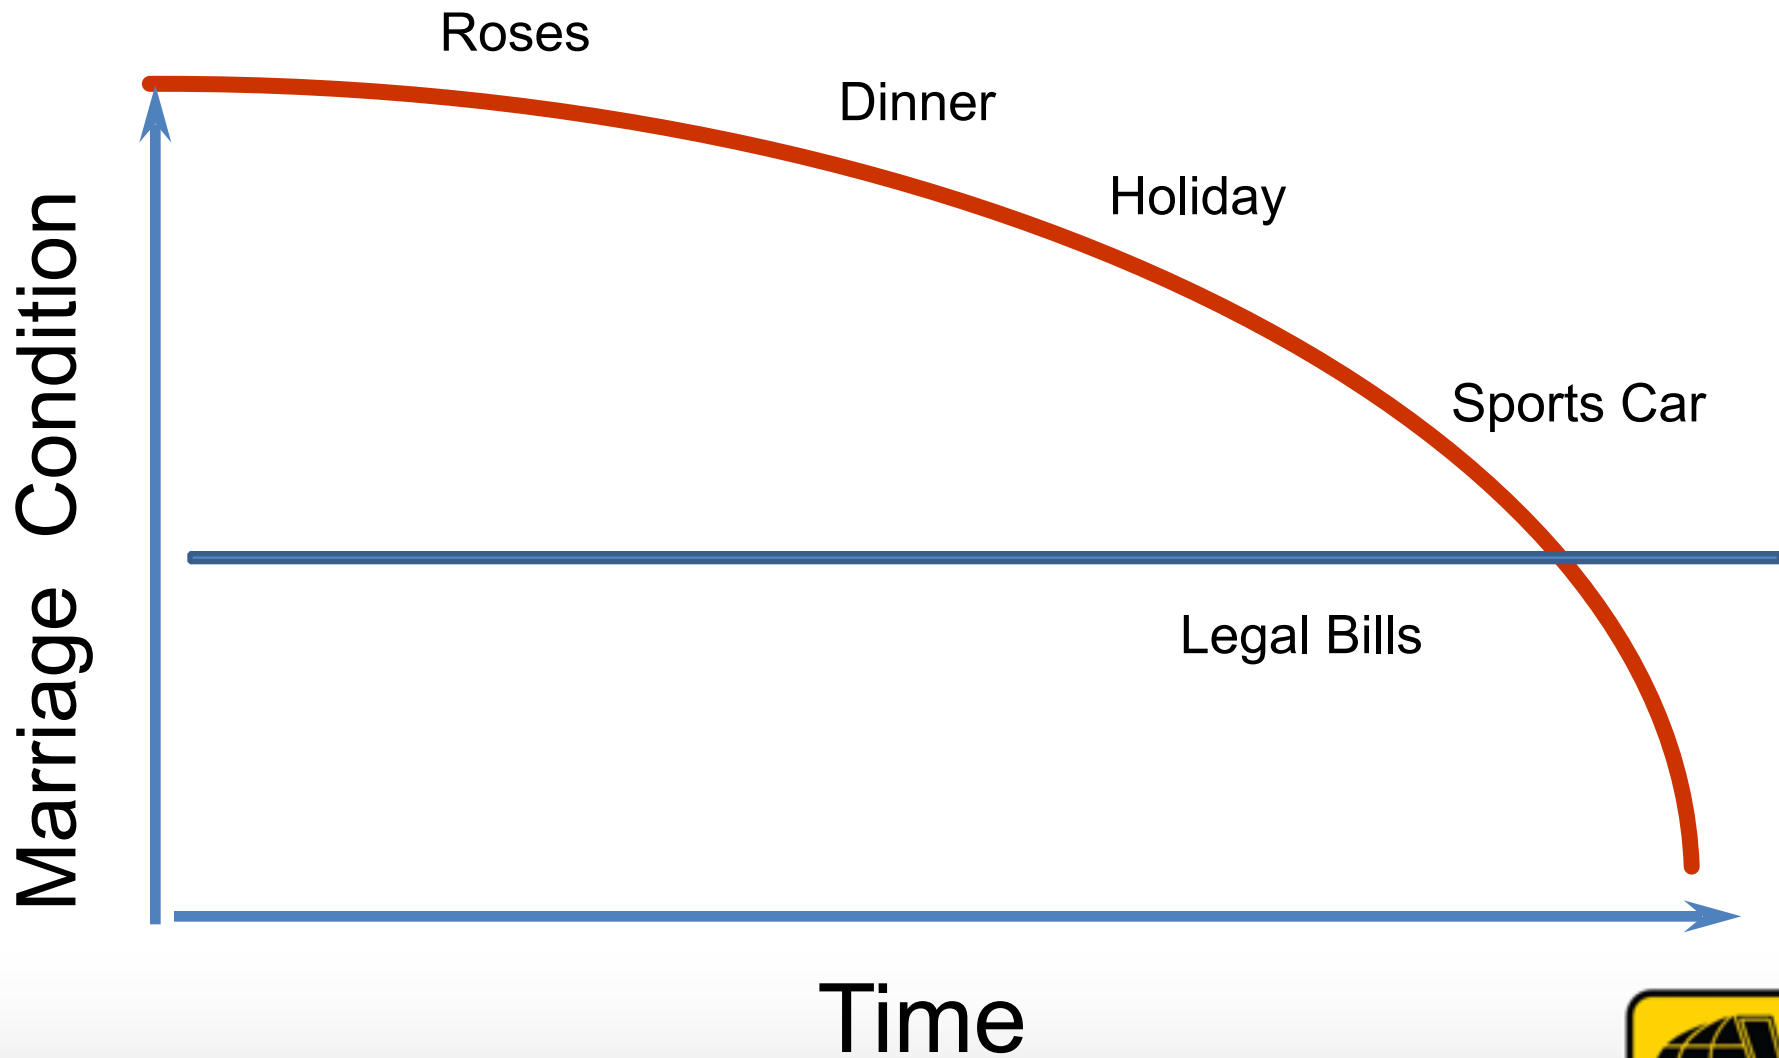 Roses
Dinner
Holiday
Sports Car
Legal Bills
Marriage Condition
Time